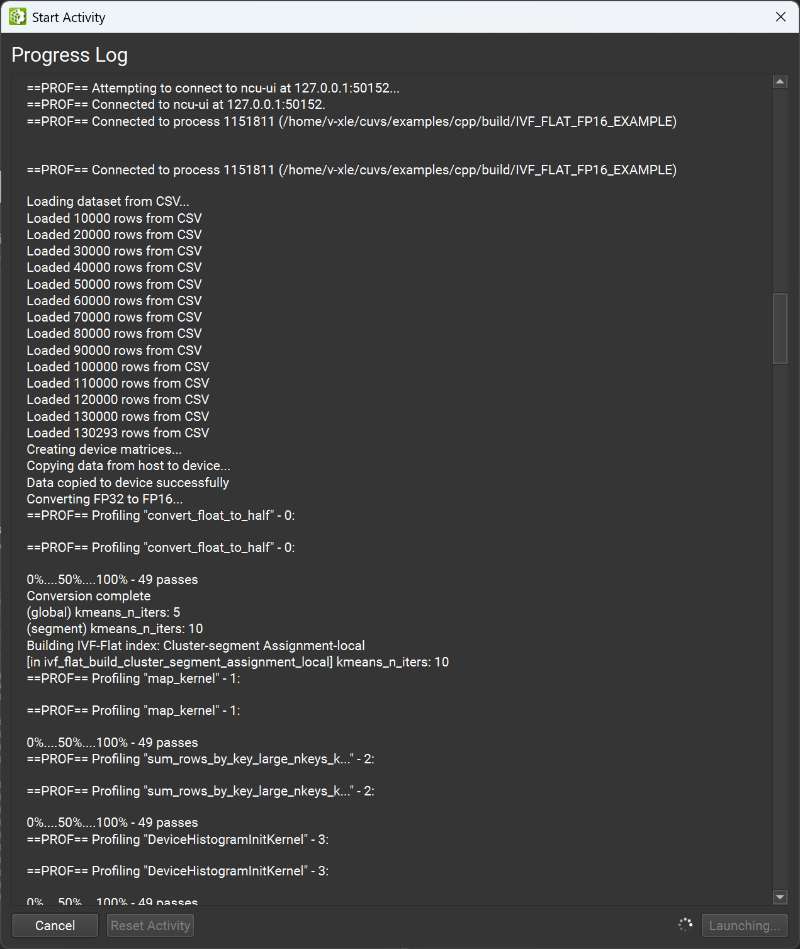 Start Activity
Progress Log
==PROF== Attempting to connect to ncu-ui at 127.0.0.1:50152...
==PROF== Connected to ncu-ui at 127.0.0.1:50152.
==PROF== Connected to process 1151811 (/home/v-xle/cuvs/examples/cpp/build/IVF_FLAT_FP16_EXAMPLE)
==PROF== Connected to process 1151811 (/home/v-xle/cuvs/examples/cpp/build/IVF_FLAT_FP16_EXAMPLE)
Loading dataset from CSV...
Loaded 10000 rows from CSV
Loaded 20000 rows from CSV
Loaded 30000 rows from CSV
Loaded 40000 rows from CSV
Loaded 50000 rows from CSV
Loaded 60000 rows from CSV
Loaded 70000 rows from CSV
Loaded 80000 rows from CSV
Loaded 90000 rows from CSV
Loaded 100000 rows from CSV
Loaded 110000 rows from CSV
Loaded 120000 rows from CSV
Loaded 130000 rows from CSV
Loaded 130293 rows from CSV
Creating device matrices...
Copying data from host to device...
Data copied to device successfully
Converting FP32 to FP16...
==PROF== Profiling "convert_float_to_half" - 0:
==PROF== Profiling "convert_float_to_half" - 0:
0%....50%....100% - 49 passes
Conversion complete
(global) kmeans_n_iters: 5
(segment) kmeans_n_iters: 10
Building IVF-Flat index: Cluster-segment Assignment-local
[in ivf_flat_build_cluster_segment_assignment_local] kmeans_n_iters: 10
==PROF== Profiling "map_kernel" - 1:
==PROF== Profiling "map_kernel" - 1:
0%....50%....100% - 49 passes
==PROF== Profiling "sum_rows_by_key_large_nkeys_k..." - 2:
==PROF== Profiling "sum_rows_by_key_large_nkeys_k..." - 2:
0%....50%....100% - 49 passes
==PROF== Profiling "DeviceHistogramInitKernel" - 3:
==PROF== Profiling "DeviceHistogramInitKernel" - 3:
0%....50%....100% - 49 passes
Cancel
Reset Activity
Launching...